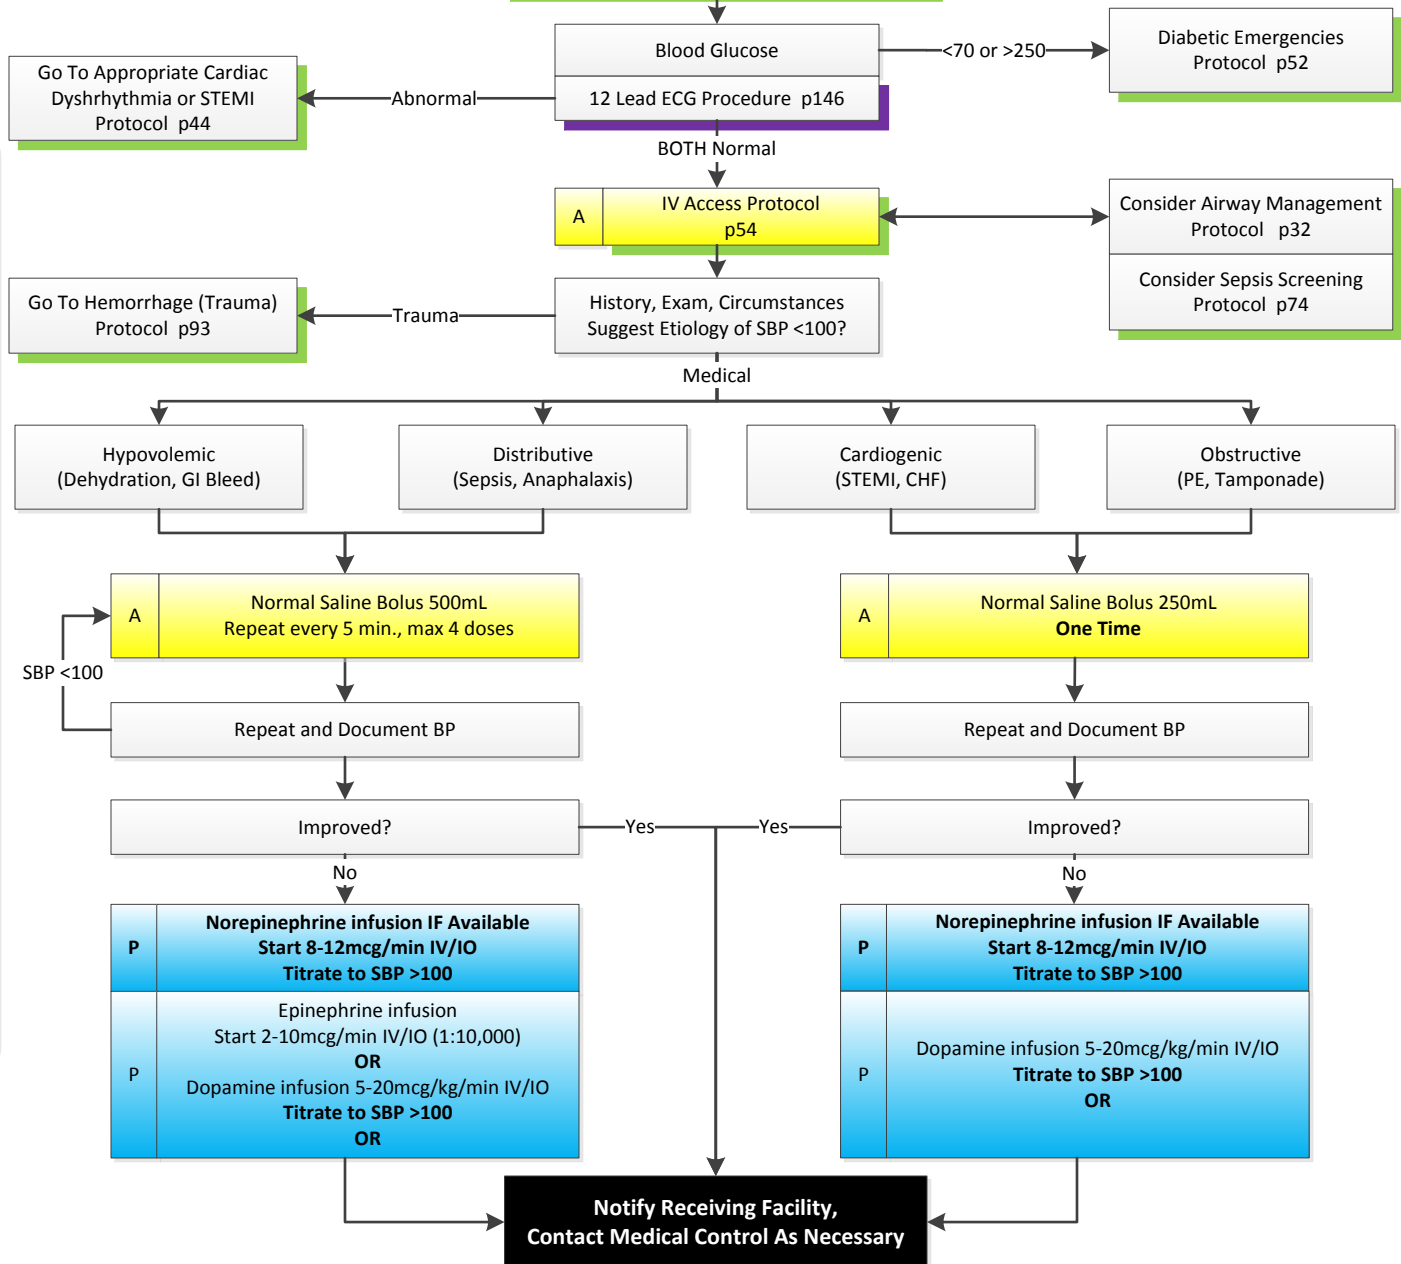 Blood Glucose
<70 or >250
Diabetic Emergencies
Protocol p52
Go To Appropriate Cardiac
Dyshrhythmia or STEMI
Protocol p44
Abnormal
12 Lead ECG Procedure p146
BOTH Normal
A
IV Access Protocol
p54
Consider Airway Management
Protocol p32
Consider Sepsis Screening
Protocol p74
Go To Hemorrhage (Trauma)
Protocol p93
Trauma
History, Exam, Circumstances
Suggest Etiology of SBP <100?
Medical
Hypovolemic
(Dehydration, GI Bleed)
Distributive
(Sepsis, Anaphalaxis)
Cardiogenic
(STEMI, CHF)
Obstructive
(PE, Tamponade)
A
Normal Saline Bolus 500mL
Repeat every 5 min., max 4 doses
A
Normal Saline Bolus 250mL
One Time
SBP <100
Repeat and Document BP
Repeat and Document BP
Improved?
Yes
Yes
Improved?
No
No
P
Norepinephrine infusion IF Available
Start 8-12mcg/min IV/IO
Titrate to SBP >100
P
Epinephrine infusion
Start 2-10mcg/min IV/IO (1:10,000)
OR
Dopamine infusion 5-20mcg/kg/min IV/IO
Titrate to SBP >100
OR
P
Norepinephrine infusion IF Available
Start 8-12mcg/min IV/IO
Titrate to SBP >100
P
Dopamine infusion 5-20mcg/kg/min IV/IO
Titrate to SBP >100
OR
Notify Receiving Facility,
Contact Medical Control As Necessary